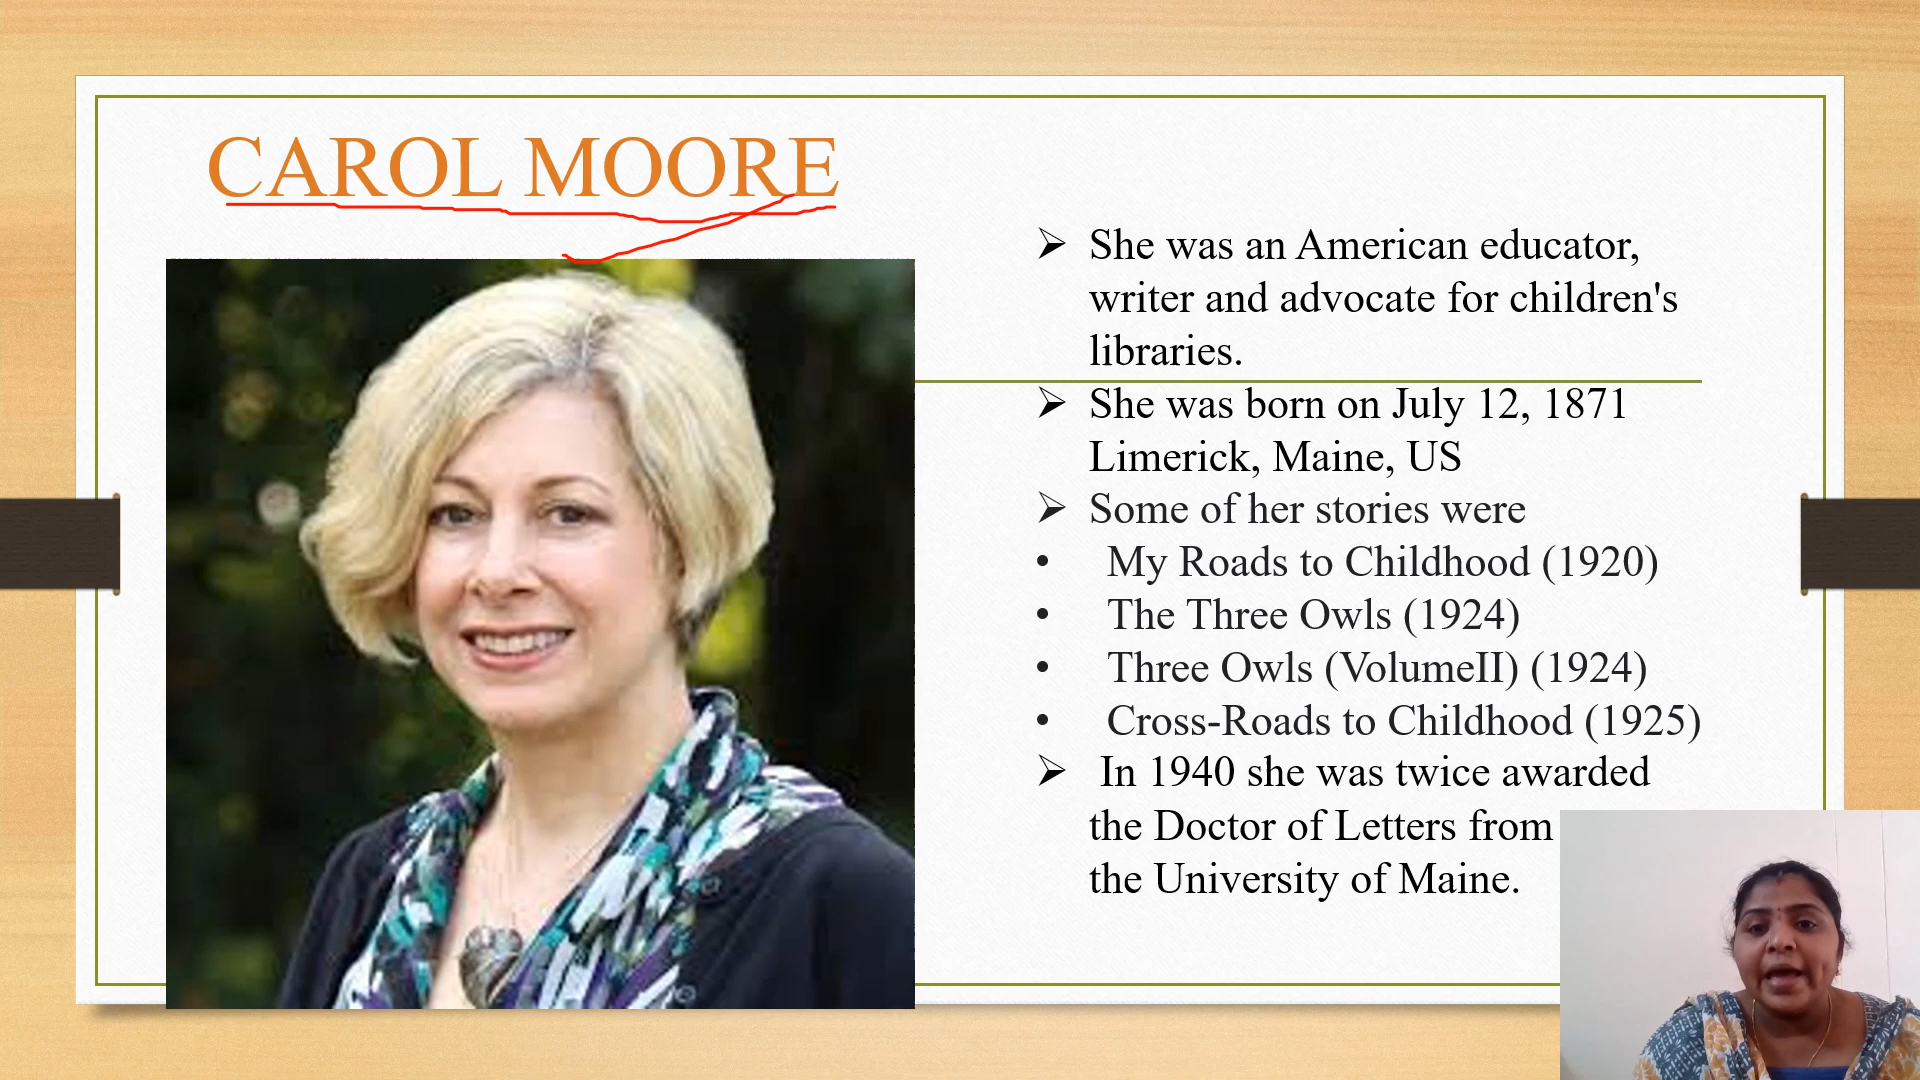 CAROL MOORE
➢ She was an American educator,
writer and advocate for children's
libraries.
➢ She was born on July 12, 1871
Limerick, Maine, US
➢ Some of her stories were
• My Roads to Childhood (1920)
• The Three Owls (1924)
• Three Owls (VolumeII) (1924)
• Cross-Roads to Childhood (1925)
➢ In 1940 she was twice awarded
the Doctor of Letters from
the University of Maine.